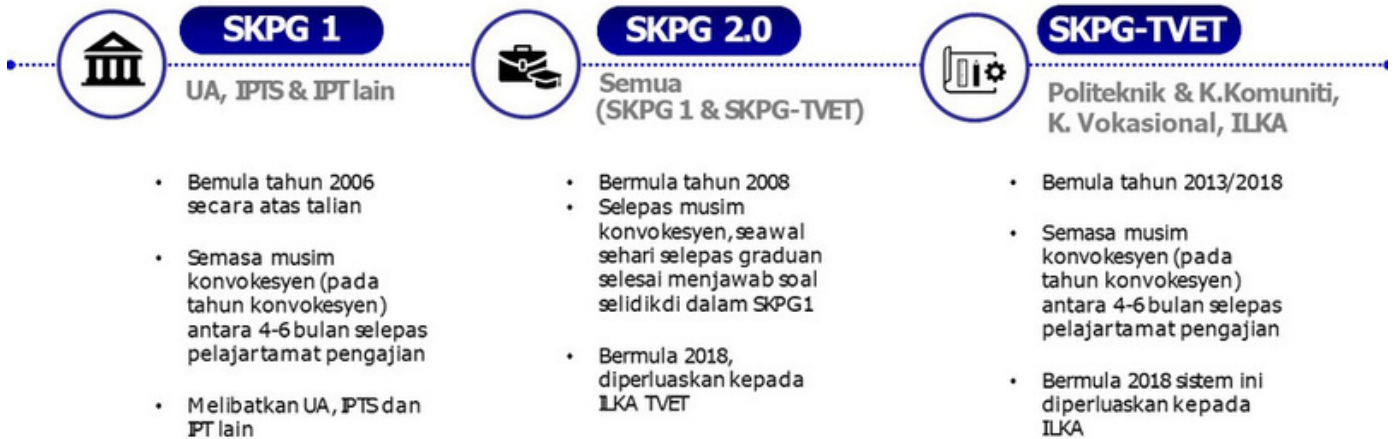 SKPG 1
UA, IPTS & IPT lain
• Bemula tahun 2006
secara atas talian
• Semasa musim
konvokesyen (pada
tahun konvokesyen)
antara 4-6 bulan selepas
pelajar tamat pengajian
• Melibatkan UA, IPTS dan
IPT lain
SKPG 2.0
Semua
(SKPG 1 & SKPG-TVET)
• Bermula tahun 2008
• Selepas musim
konvokesyen, seawal
sehari selepas graduan
selesai menjawab soal
selidikdi dalam SKPG1
• Bermula 2018,
diperluaskan kepada
ILKA TVET
SKPG-TVET
Politeknik & K.Komuniti,
K. Vokasional, ILKA
• Bemula tahun 2013/2018
• Semasa musim
konvokesyen (pada
tahun konvokesyen)
antara 4-6 bulan selepas
pelajar tamat pengajian
• Bermula 2018 sistem ini
diperluaskan kepada
ILKA